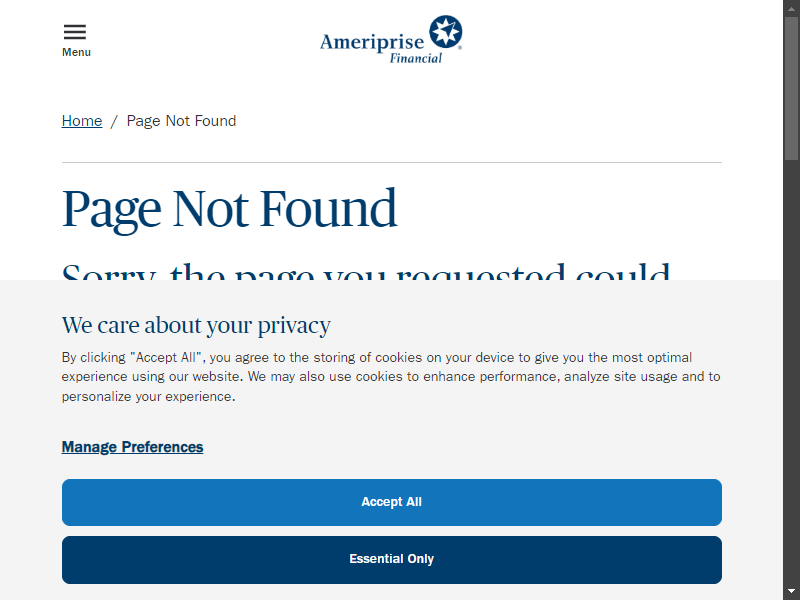 Menu
Ameriprise
Financial
Home / Page Not Found
Page Not Found
Sorry, the page you requested could
We care about your privacy
By clicking "Accept All", you agree to the storing of cookies on your device to give you the most optimal
experience using our website. We may also use cookies to enhance performance, analyze site usage and to
personalize your experience.
Manage Preferences
Accept All
Essential Only